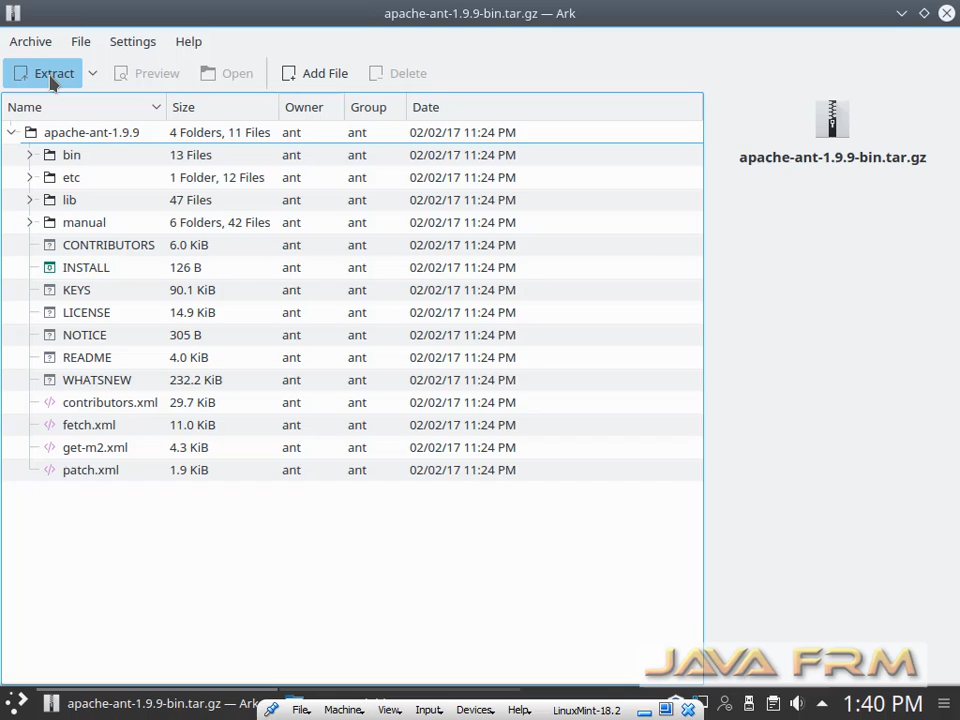 apache-ant-1.9.9-bin.tar.gz — Ark
Archive File Settings Help
Extract Preview Open Add File Delete
Name Size Owner Group Date
apache-ant-1.9.9 4 Folders, 11 Files ant ant 02/02/17 11:24 PM
bin 13 Files ant ant 02/02/17 11:24 PM
etc 1 Folder, 12 Files ant ant 02/02/17 11:24 PM
lib 47 Files ant ant 02/02/17 11:24 PM
manual 6 Folders, 42 Files ant ant 02/02/17 11:24 PM
CONTRIBUTORS 6.0 KiB ant ant 02/02/17 11:24 PM
INSTALL 126 B ant ant 02/02/17 11:24 PM
KEYS 90.1 KiB ant ant 02/02/17 11:24 PM
LICENSE 14.9 KiB ant ant 02/02/17 11:24 PM
NOTICE 305 B ant ant 02/02/17 11:24 PM
README 4.0 KiB ant ant 02/02/17 11:24 PM
WHATSNEW 232.2 KiB ant ant 02/02/17 11:24 PM
contributors.xml 29.7 KiB ant ant 02/02/17 11:24 PM
fetch.xml 11.0 KiB ant ant 02/02/17 11:24 PM
get-m2.xml 4.3 KiB ant ant 02/02/17 11:24 PM
patch.xml 1.9 KiB ant ant 02/02/17 11:24 PM
apache-ant-1.9.9-bin.tar.gz
JAVA FRM
apache-ant-1.9.9-bin.tar.gz — Ark
File Machine View Input Devices Help LinuxMint-18.2
1:40 PM